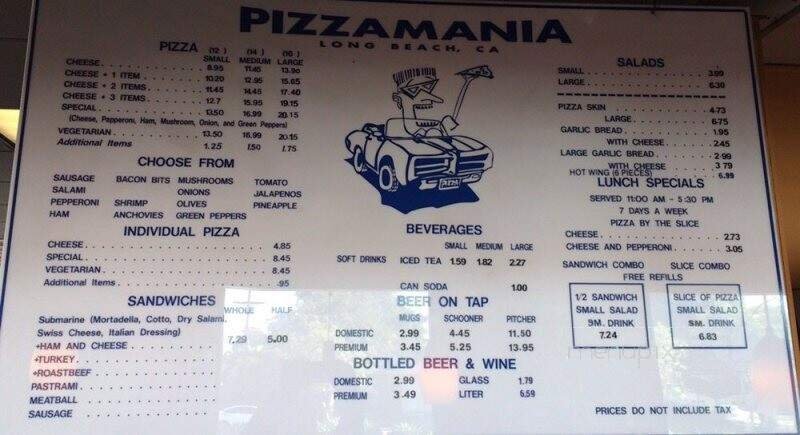 PIZZAMANIA
LONG BEACH, CA
PIZZA (12) SMALL (14) MEDIUM (16) LARGE
CHEESE 8.95 11.45 13.90
CHEESE + 1 ITEM 10.20 12.95 15.65
CHEESE + 2 ITEMS 11.45 14.45 17.40
CHEESE + 3 ITEMS 12.7 15.95 19.15
SPECIAL 13.50 16.99 20.15
(Cheese, Pepperoni, Ham, Mushroom, Onion, and Green Peppers)
VEGETARIAN 13.50 16.99 20.15
Additional Items 1.25 1.50 1.75
CHOOSE FROM
SAUSAGE BACON BITS MUSHROOMS TOMATO
SALAMI ONIONS JALAPENOS
PEPPERONI SHRIMP OLIVES PINEAPPLE
HAM ANCHOVIES GREEN PEPPERS
INDIVIDUAL PIZZA
CHEESE 4.85
SPECIAL 8.45
VEGETARIAN 8.45
Additional Items .95
SANDWICHES WHOLE HALF
Submarine (Mortadella, Cotto, Dry Salami,
Swiss Cheese, Italian Dressing) 7.29 5.00
+HAM AND CHEESE
+TURKEY
+ROASTBEEF
PASTRAMI
MEATBALL
SAUSAGE
BEVERAGES
SMALL MEDIUM LARGE
SOFT DRINKS ICED TEA 1.59 1.82 2.27
CAN SODA 1.00
BEER ON TAP
MUGS SCHOONER PITCHER
DOMESTIC 2.99 4.45 11.50
PREMIUM 3.45 5.25 13.95
BOTTLED BEER & WINE
DOMESTIC 2.99 GLASS 1.79
PREMIUM 3.49 LITER 6.59
SALADS
SMALL 3.99
LARGE 6.30
PIZZA SKIN 4.73
LARGE 6.75
GARLIC BREAD 1.95
WITH CHEESE 2.45
LARGE GARLIC BREAD 2.99
WITH CHEESE 3.79
HOT WING (6 PIECES) 6.99
LUNCH SPECIALS
SERVED 11:00 AM - 5:30 PM
7 DAYS A WEEK
PIZZA BY THE SLICE
CHEESE 2.73
CHEESE AND PEPPERONI 3.05
SANDWICH COMBO SLICE COMBO
FREE REFILLS
1/2 SANDWICH
SMALL SALAD
SM. DRINK
7.24
SLICE OF PIZZA
SMALL SALAD
SM. DRINK
6.83
menupix
PRICES DO NOT INCLUDE TAX